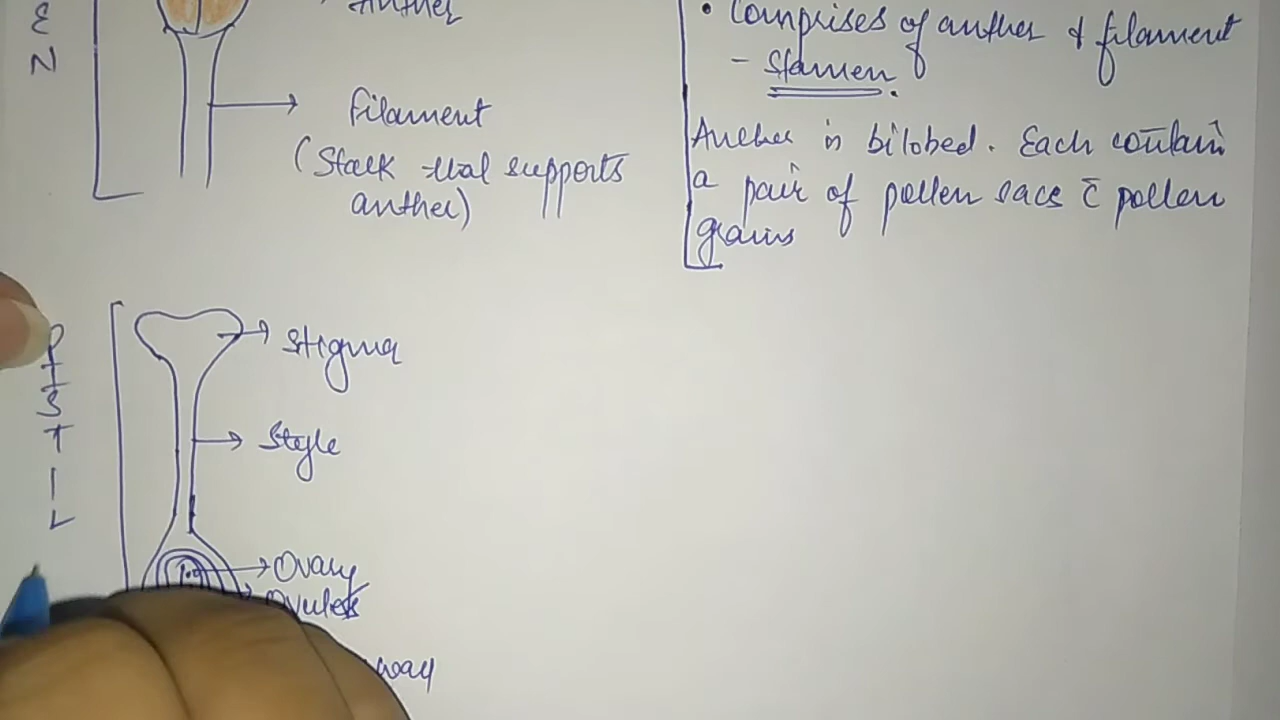 E
N
Anther
Filament
(Stalk that supports
anther)
• Comprises of anther & filament
- Stamen.
Anther is bilobed. Each contain
a pair of pollen sacs c̄ pollen
grains
P
I
S
T
I
L
Stigma
Style
Ovary
Ovules